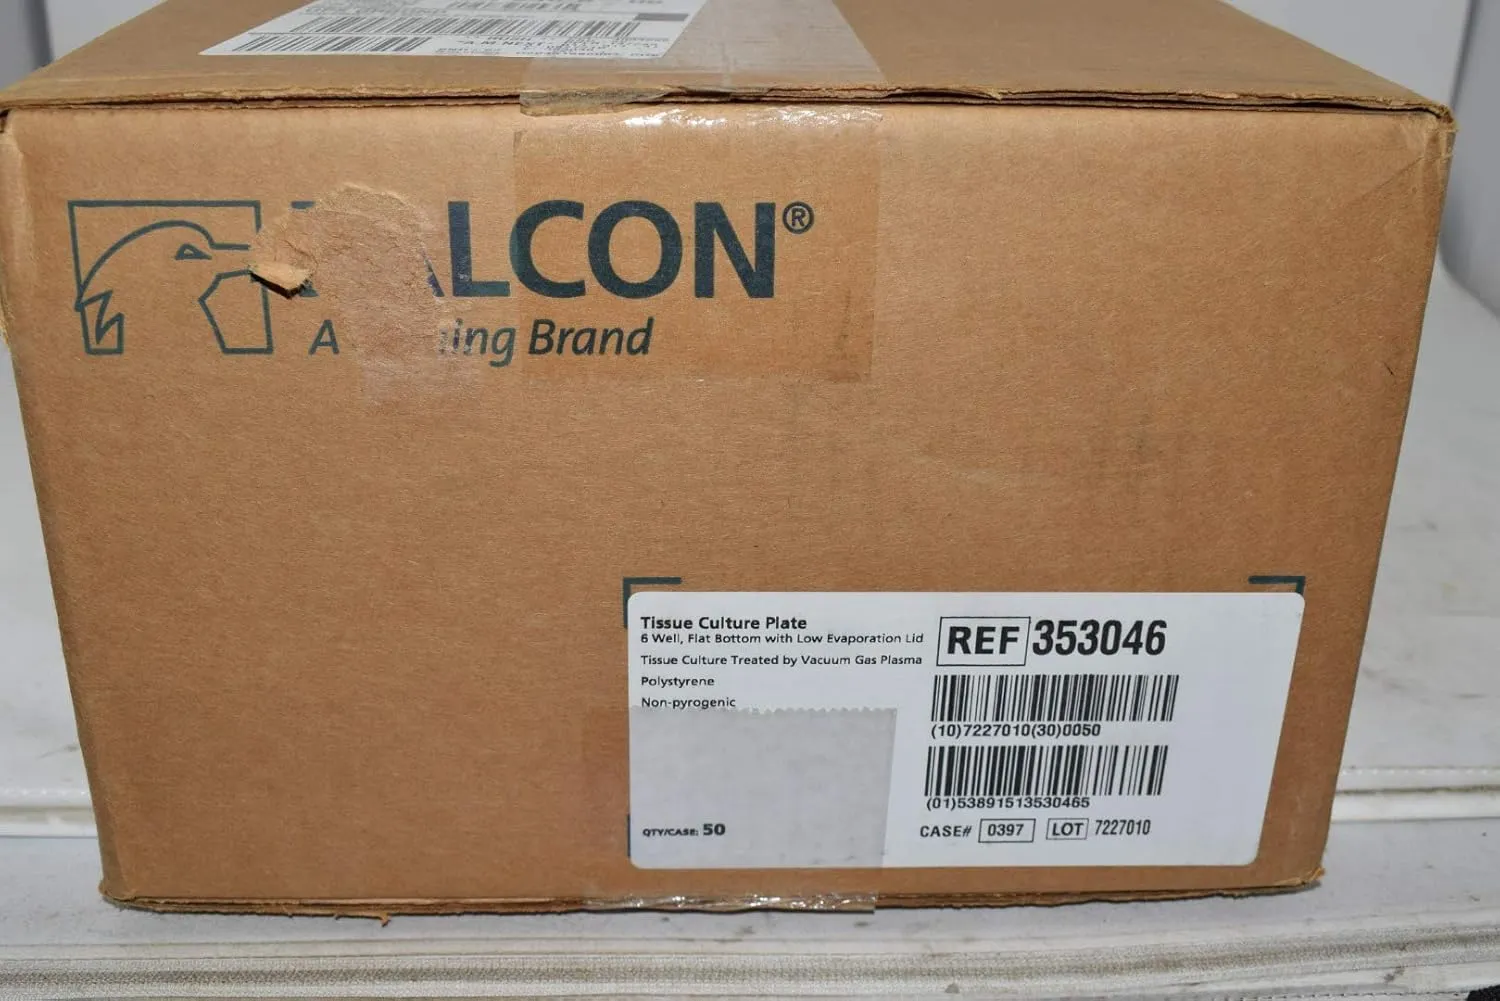 ALCON®
A ing Brand
Tissue Culture Plate
6 Well, Flat Bottom with Low Evaporation Lid
Tissue Culture Treated by Vacuum Gas Plasma
Polystyrene
Non-pyrogenic
QTY/CASE: 50
REF 353046
(10)7227010(30)0050
(01)53891513530465
CASE# 0397 LOT 7227010